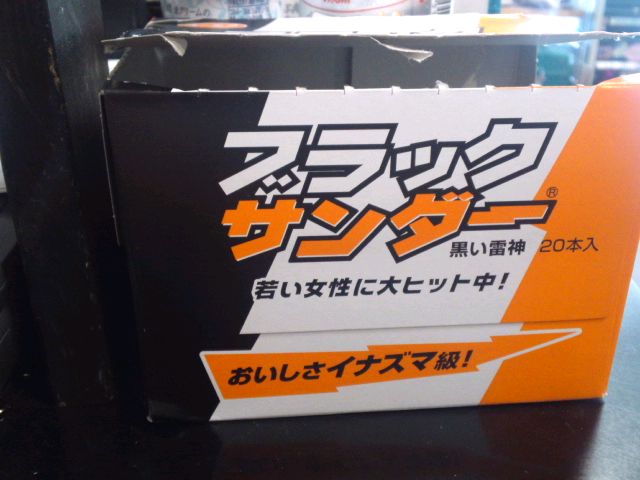 ブラック
サンダー®
黒い雷神 20本入
若い女性に大ヒット中!
おいしさイナズマ級!